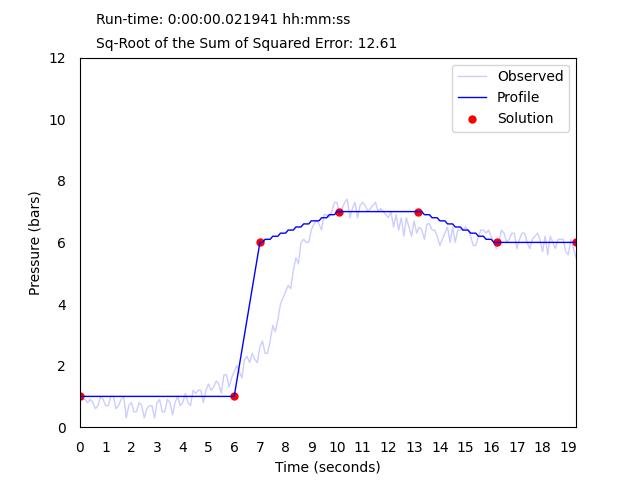 Run-time: 0:00:00.021941 hh:mm:ss
Sq-Root of the Sum of Squared Error: 12.61
Observed
Profile
Solution
12
10
8
6
4
2
0
Pressure (bars)
0 1 2 3 4 5 6 7 8 9 10 11 12 13 14 15 16 17 18 19
Time (seconds)